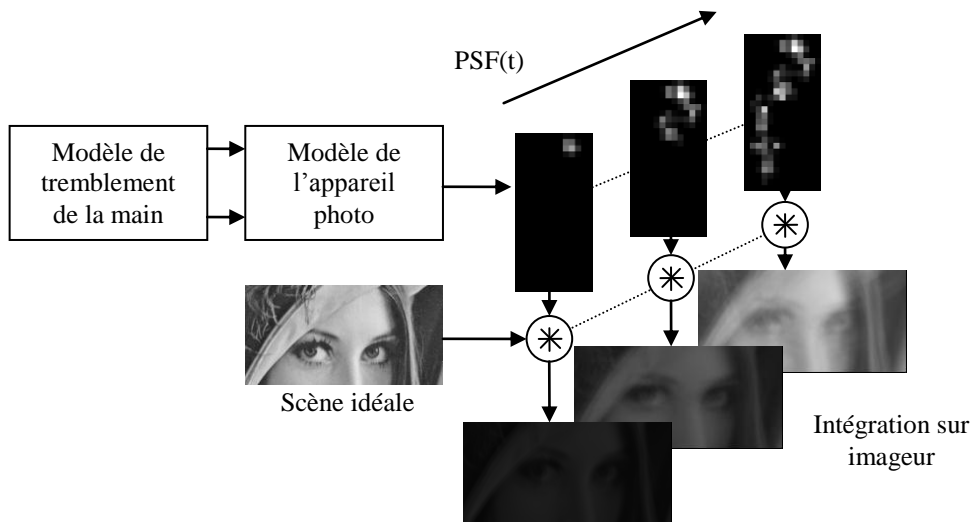 PSF(t)
Modèle de
tremblement
de la main
Modèle de
l’appareil
photo
Scène idéale
Intégration sur
imageur